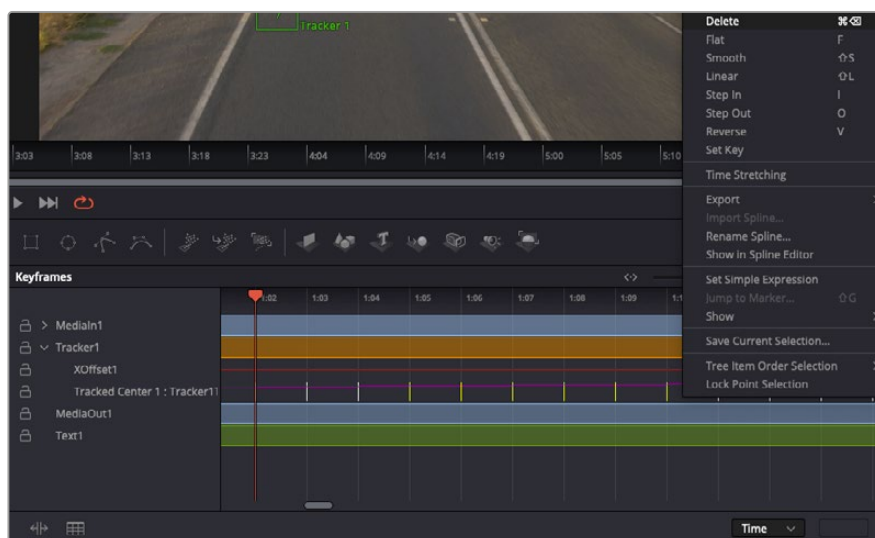 Tracker 1
Delete ⌘⌫
Flat F
Smooth ⇧S
Linear ⇧L
Step In I
Step Out O
Reverse V
Set Key
Time Stretching
Export
Import Spline...
Rename Spline...
Show in Spline Editor
Set Simple Expression
Jump to Marker... ⇧G
Show
Save Current Selection...
Tree Item Order Selection
Lock Point Selection
3:03 3:08 3:13 3:18 3:23 4:04 4:09 4:14 4:19 5:00 5:05 5:10
Keyframes
1:02 1:03 1:04 1:05 1:06 1:07 1:08 1:09
MediaIn1
Tracker1
XOffset1
Tracked Center 1 : Tracker1
MediaOut1
Text1
Time